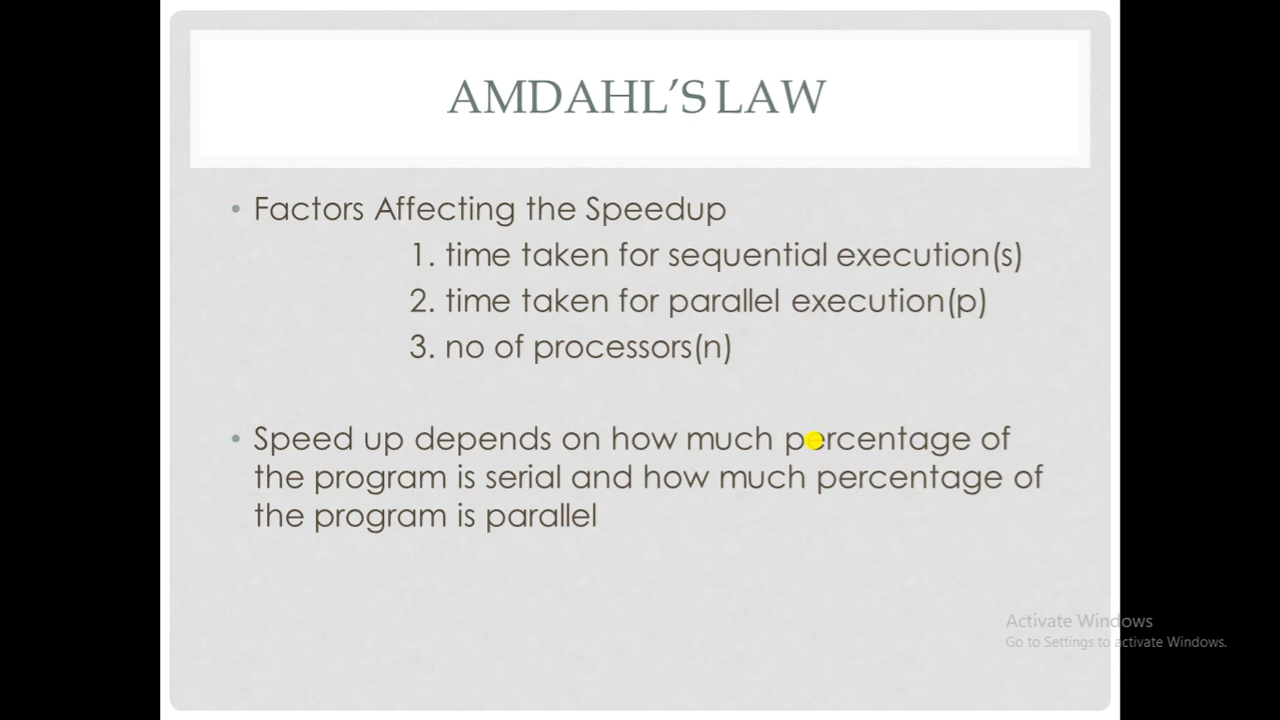 AMDAHL'S LAW
• Factors Affecting the Speedup
1. time taken for sequential execution(s)
2. time taken for parallel execution(p)
3. no of processors(n)
• Speed up depends on how much percentage of
the program is serial and how much percentage of
the program is parallel
Activate Windows
Go to Settings to activate Windows.